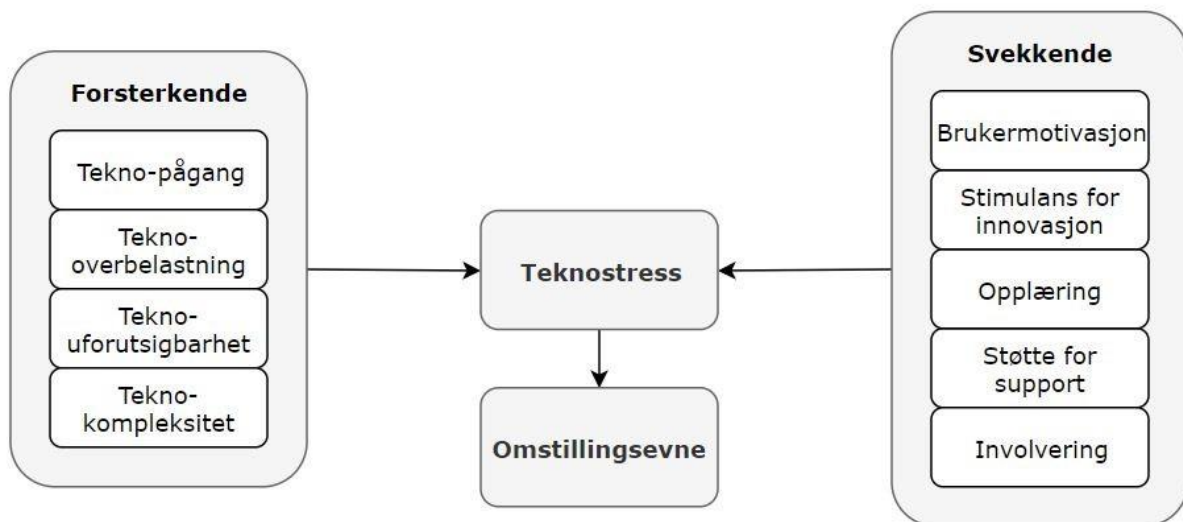 Forsterkende
Tekno-pågang
Tekno-
overbelastning
Tekno-
uforutsigbarhet
Tekno-
kompleksitet
Teknostress
Omstillingsevne
Svekkende
Brukermotivasjon
Stimulans for
innovasjon
Opplæring
Støtte for
support
Involvering